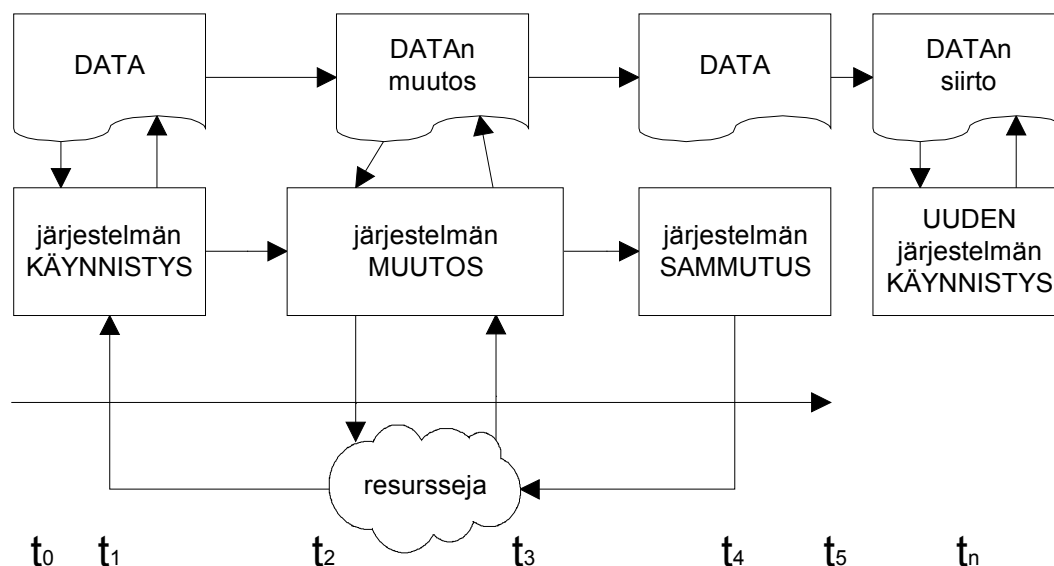 DATA
DATAn
muutos
DATA
DATAn
siirto
järjestelmän
KÄYNNISTYS
järjestelmän
MUUTOS
järjestelmän
SAMMUTUS
UUDEN
järjestelmän
KÄYNNISTYS
resursseja
t0 t1 t2 t3 t4 t5 tn